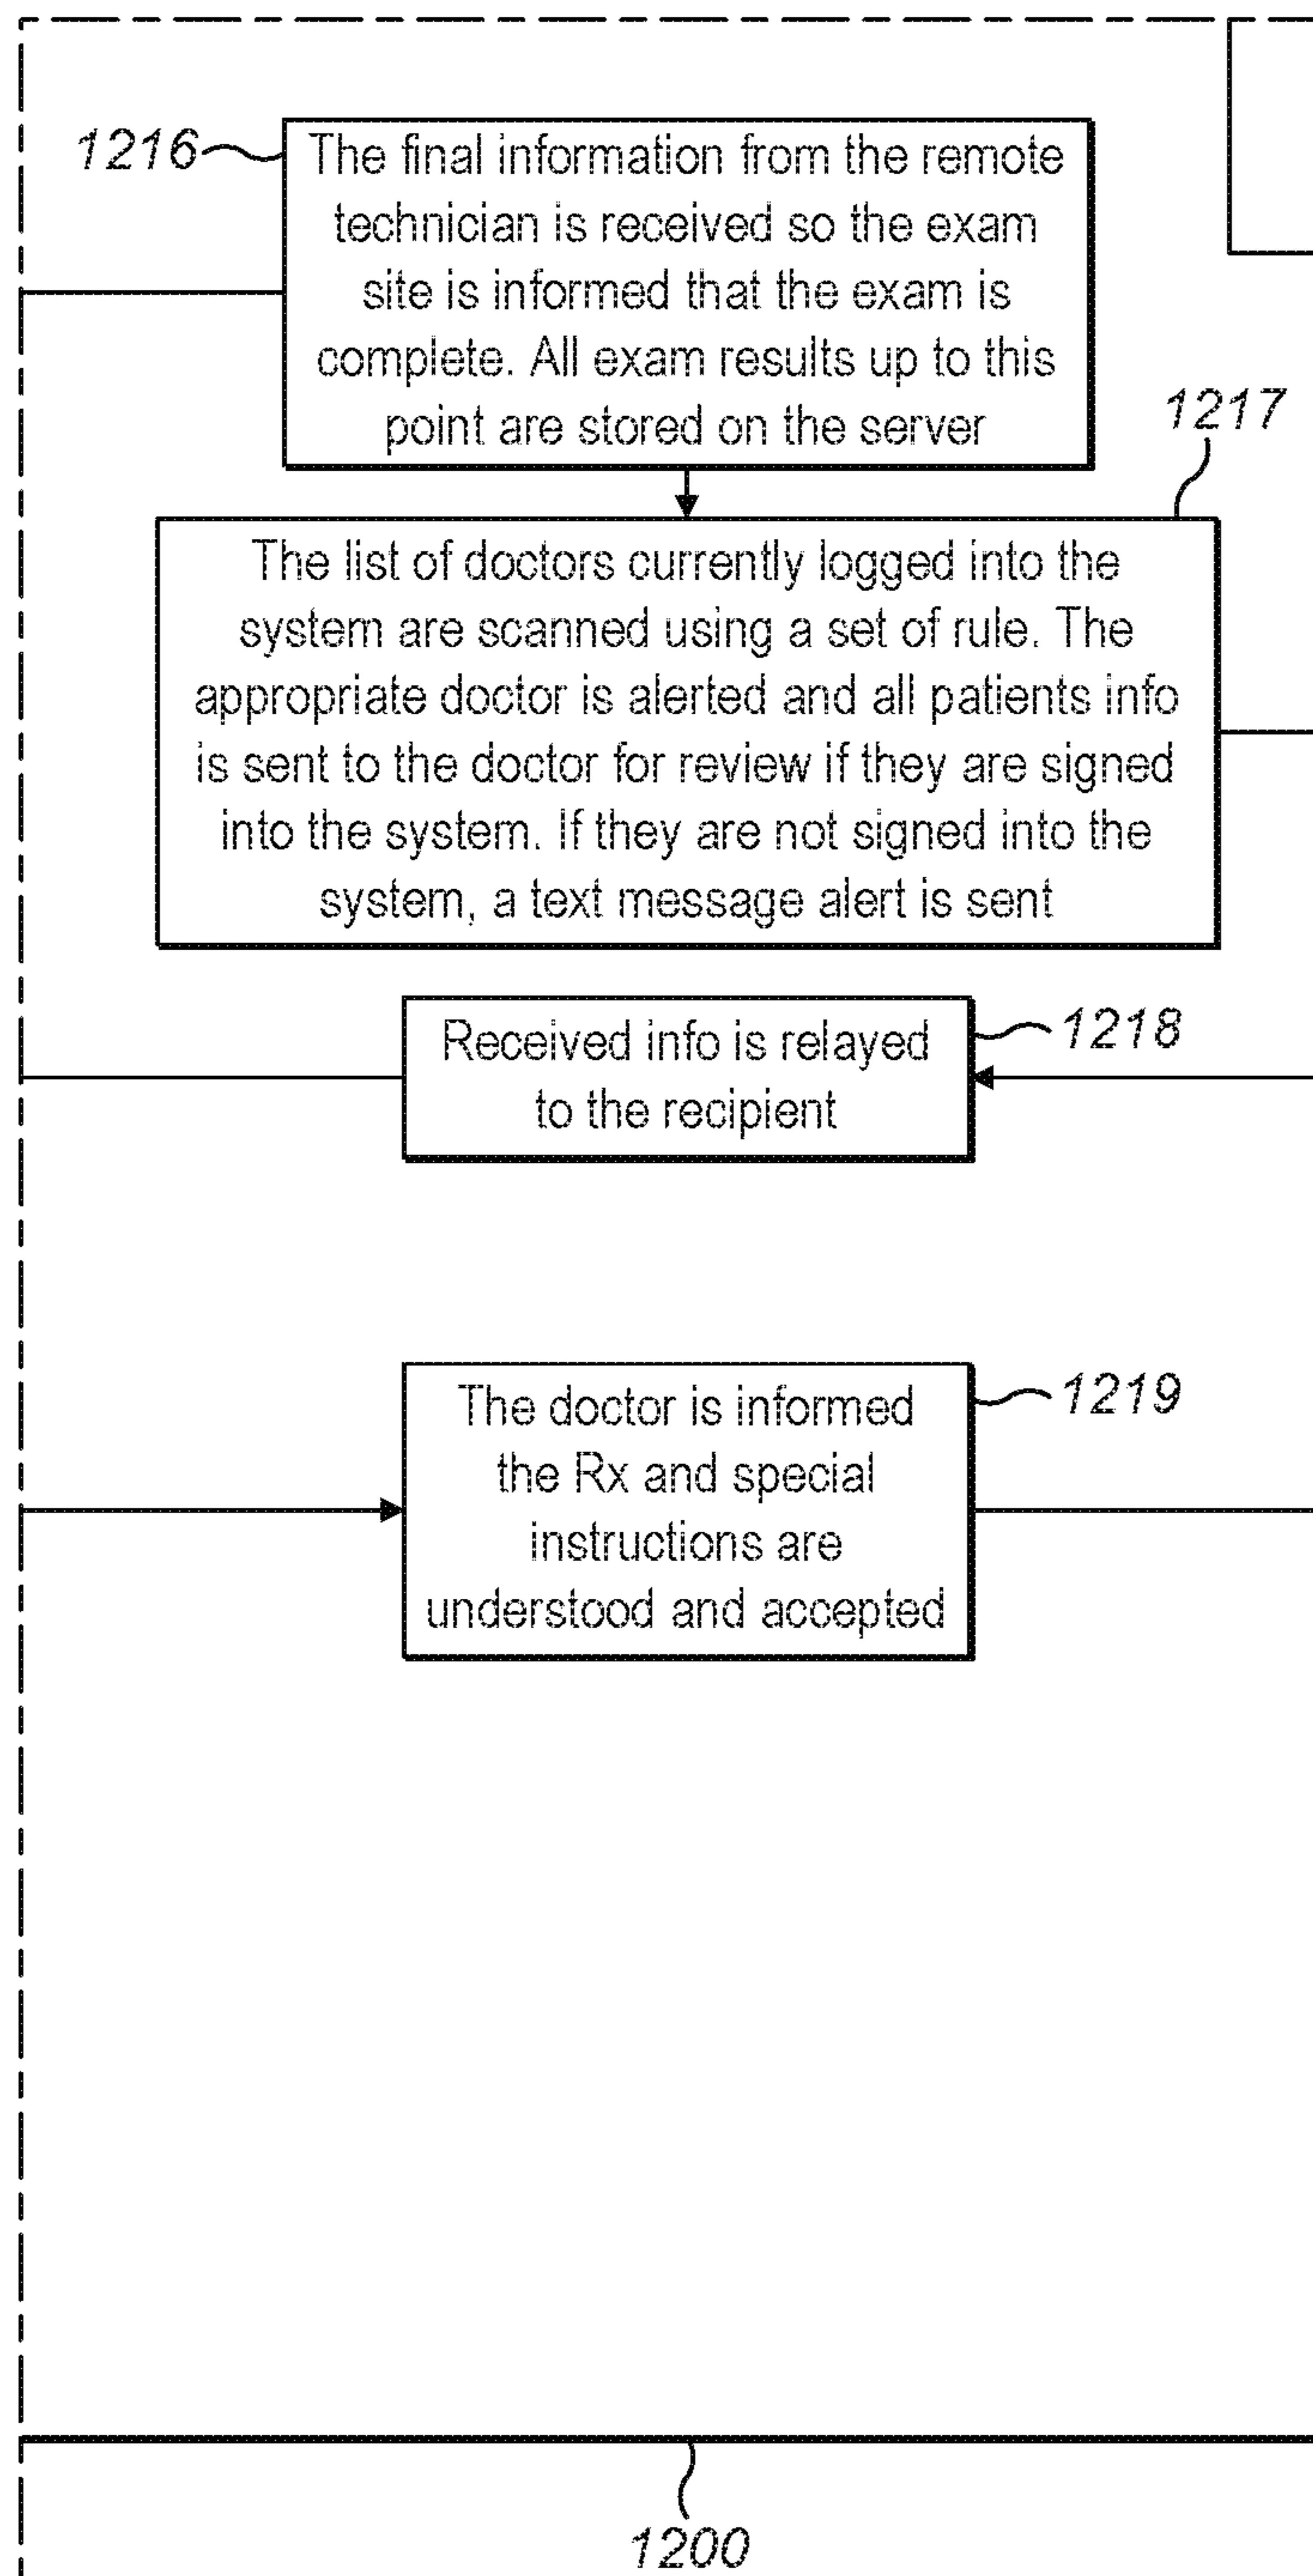 1216
The final information from the remote
technician is received so the exam
site is informed that the exam is
complete. All exam results up to this
point are stored on the server
1217
The list of doctors currently logged into the
system are scanned using a set of rule. The
appropriate doctor is alerted and all patients info
is sent to the doctor for review if they are signed
into the system. If they are not signed into the
system, a text message alert is sent
Received info is relayed
to the recipient
1218
The doctor is informed
the Rx and special
instructions are
understood and accepted
1219
1200